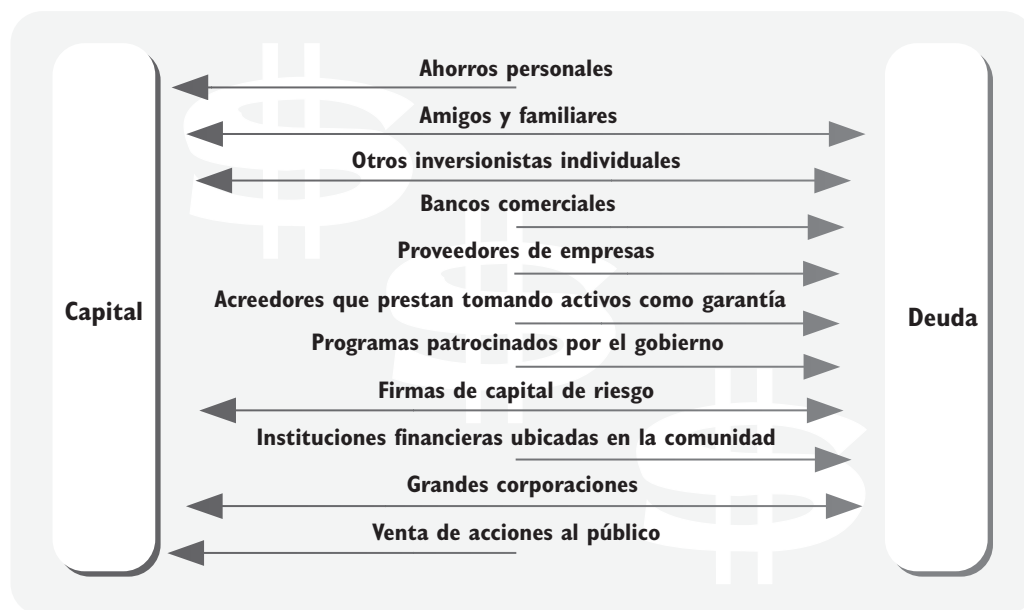 Ahorros personales
Amigos y familiares
Otros inversionistas individuales
Bancos comerciales
Proveedores de empresas
Acreedores que prestan tomando activos como garantía
Capital
Deuda
Programas patrocinados por el gobierno
Firmas de capital de riesgo
Instituciones financieras ubicadas en la comunidad
Grandes corporaciones
Venta de acciones al público